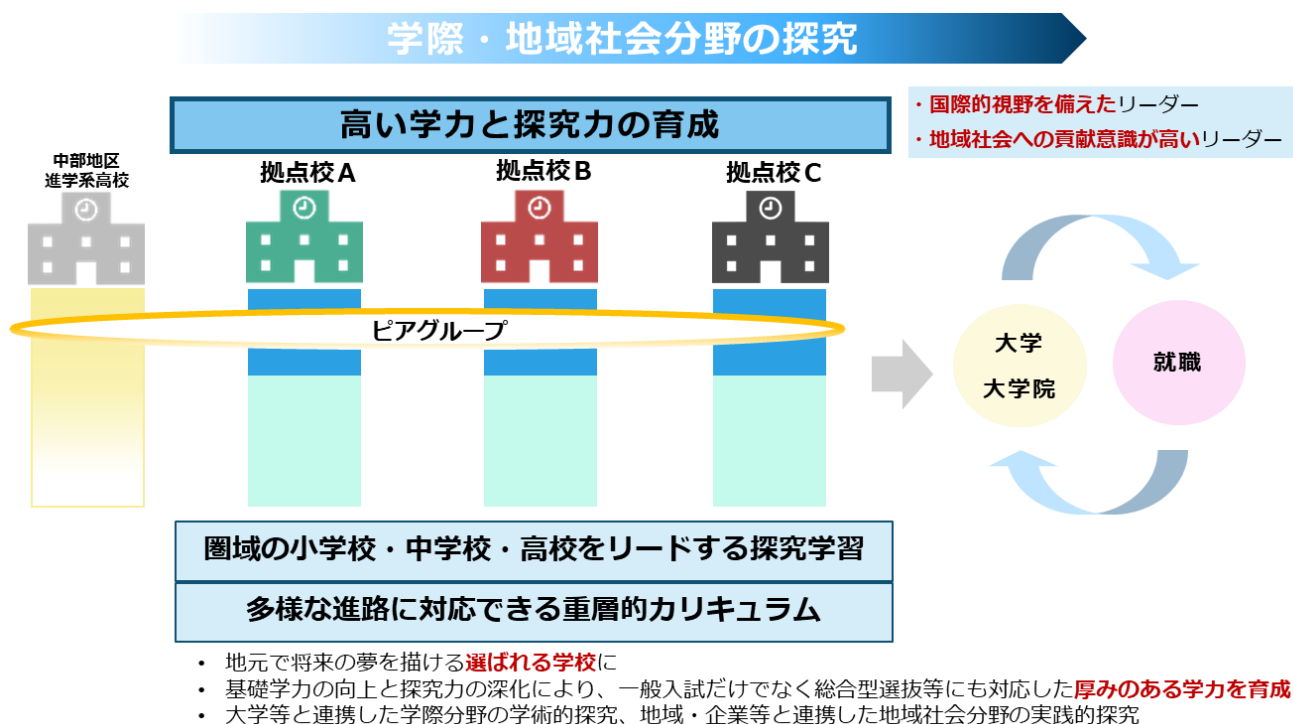 学際・地域社会分野の探究
高い学力と探究力の育成
・国際的視野を備えたリーダー
・地域社会への貢献意識が高いリーダー
中部地区
進学系高校
拠点校A
拠点校B
拠点校C
ピアグループ
大学
大学院
就職
圏域の小学校・中学校・高校をリードする探究学習
多様な進路に対応できる重層的カリキュラム
• 地元で将来の夢を描ける選ばれる学校に
• 基礎学力の向上と探究力の深化により、一般入試だけでなく総合型選抜等にも対応した厚みのある学力を育成
• 大学等と連携した学際分野の学術的探究、地域・企業等と連携した地域社会分野の実践的探究